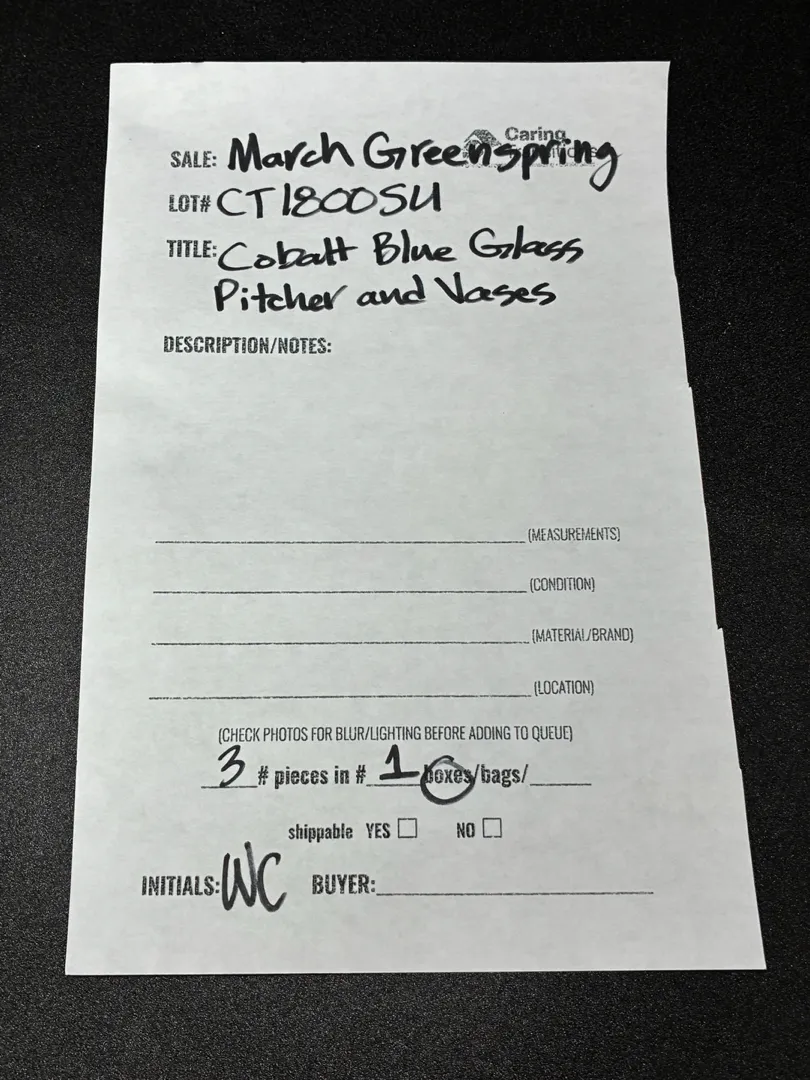 Caring
SALE: March Greenspring
LOT# CT1800SU
TITLE: Cobalt Blue Glass
Pitcher and Vases
DESCRIPTION/NOTES:
(MEASUREMENTS)
(CONDITION)
(MATERIAL/BRAND)
(LOCATION)
(CHECK PHOTOS FOR BLUR/LIGHTING BEFORE ADDING TO QUEUE)
3 # pieces in # 1 boxes/bags/
shippable YES NO
INITIALS: WC BUYER: